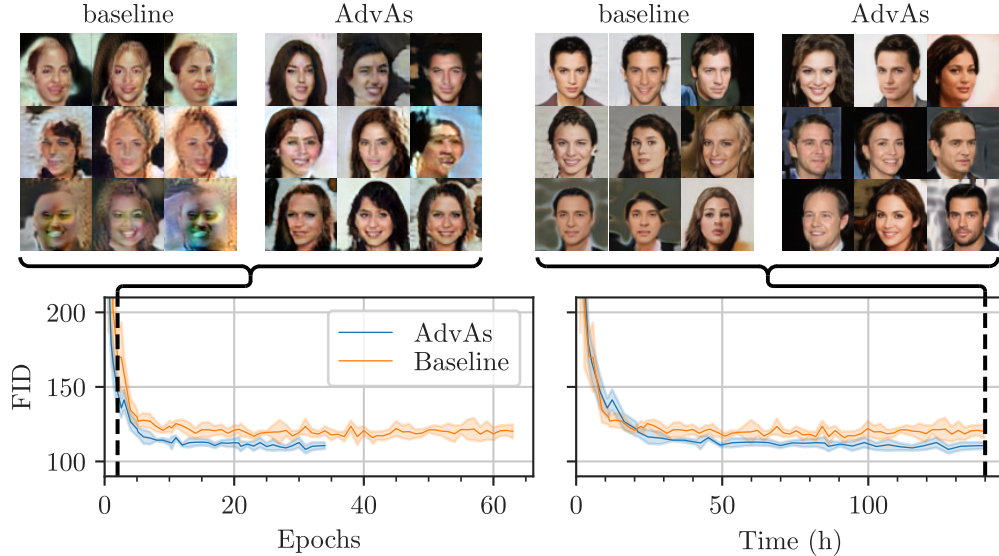 baseline AdvAs baseline AdvAs
200
150
100
FID
AdvAs
Baseline
0 20 40 60
Epochs
0 50 100
Time (h)